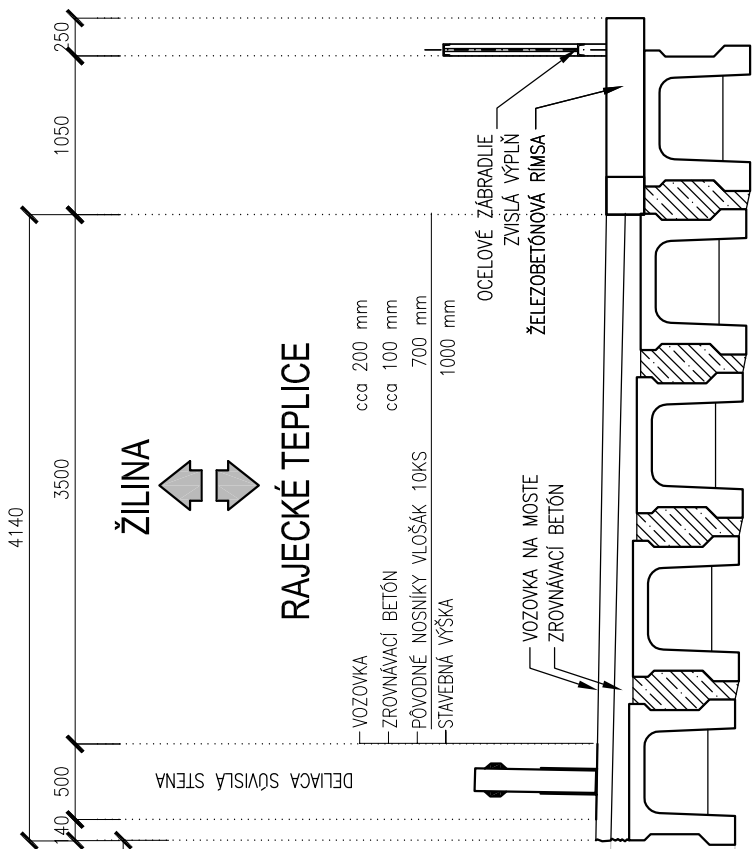 4140
140 500 3500 1050 250
ŽILINA
DELIACA SÚVISLÁ STENA
RAJECKÉ TEPLICE
VOZOVKA cca 200 mm
ZROVNÁVACÍ BETÓN cca 100 mm
PÔVODNÉ NOSNÍKY VLOŠÁK 10KS 700 mm
STAVEBNÁ VÝŠKA 1000 mm
OCELOVÉ ZÁBRADLIE
ZVISLÁ VÝPLŇ
ŽELEZOBETÓNOVÁ RÍMSA
VOZOVKA NA MOSTE
ZROVNÁVACÍ BETÓN